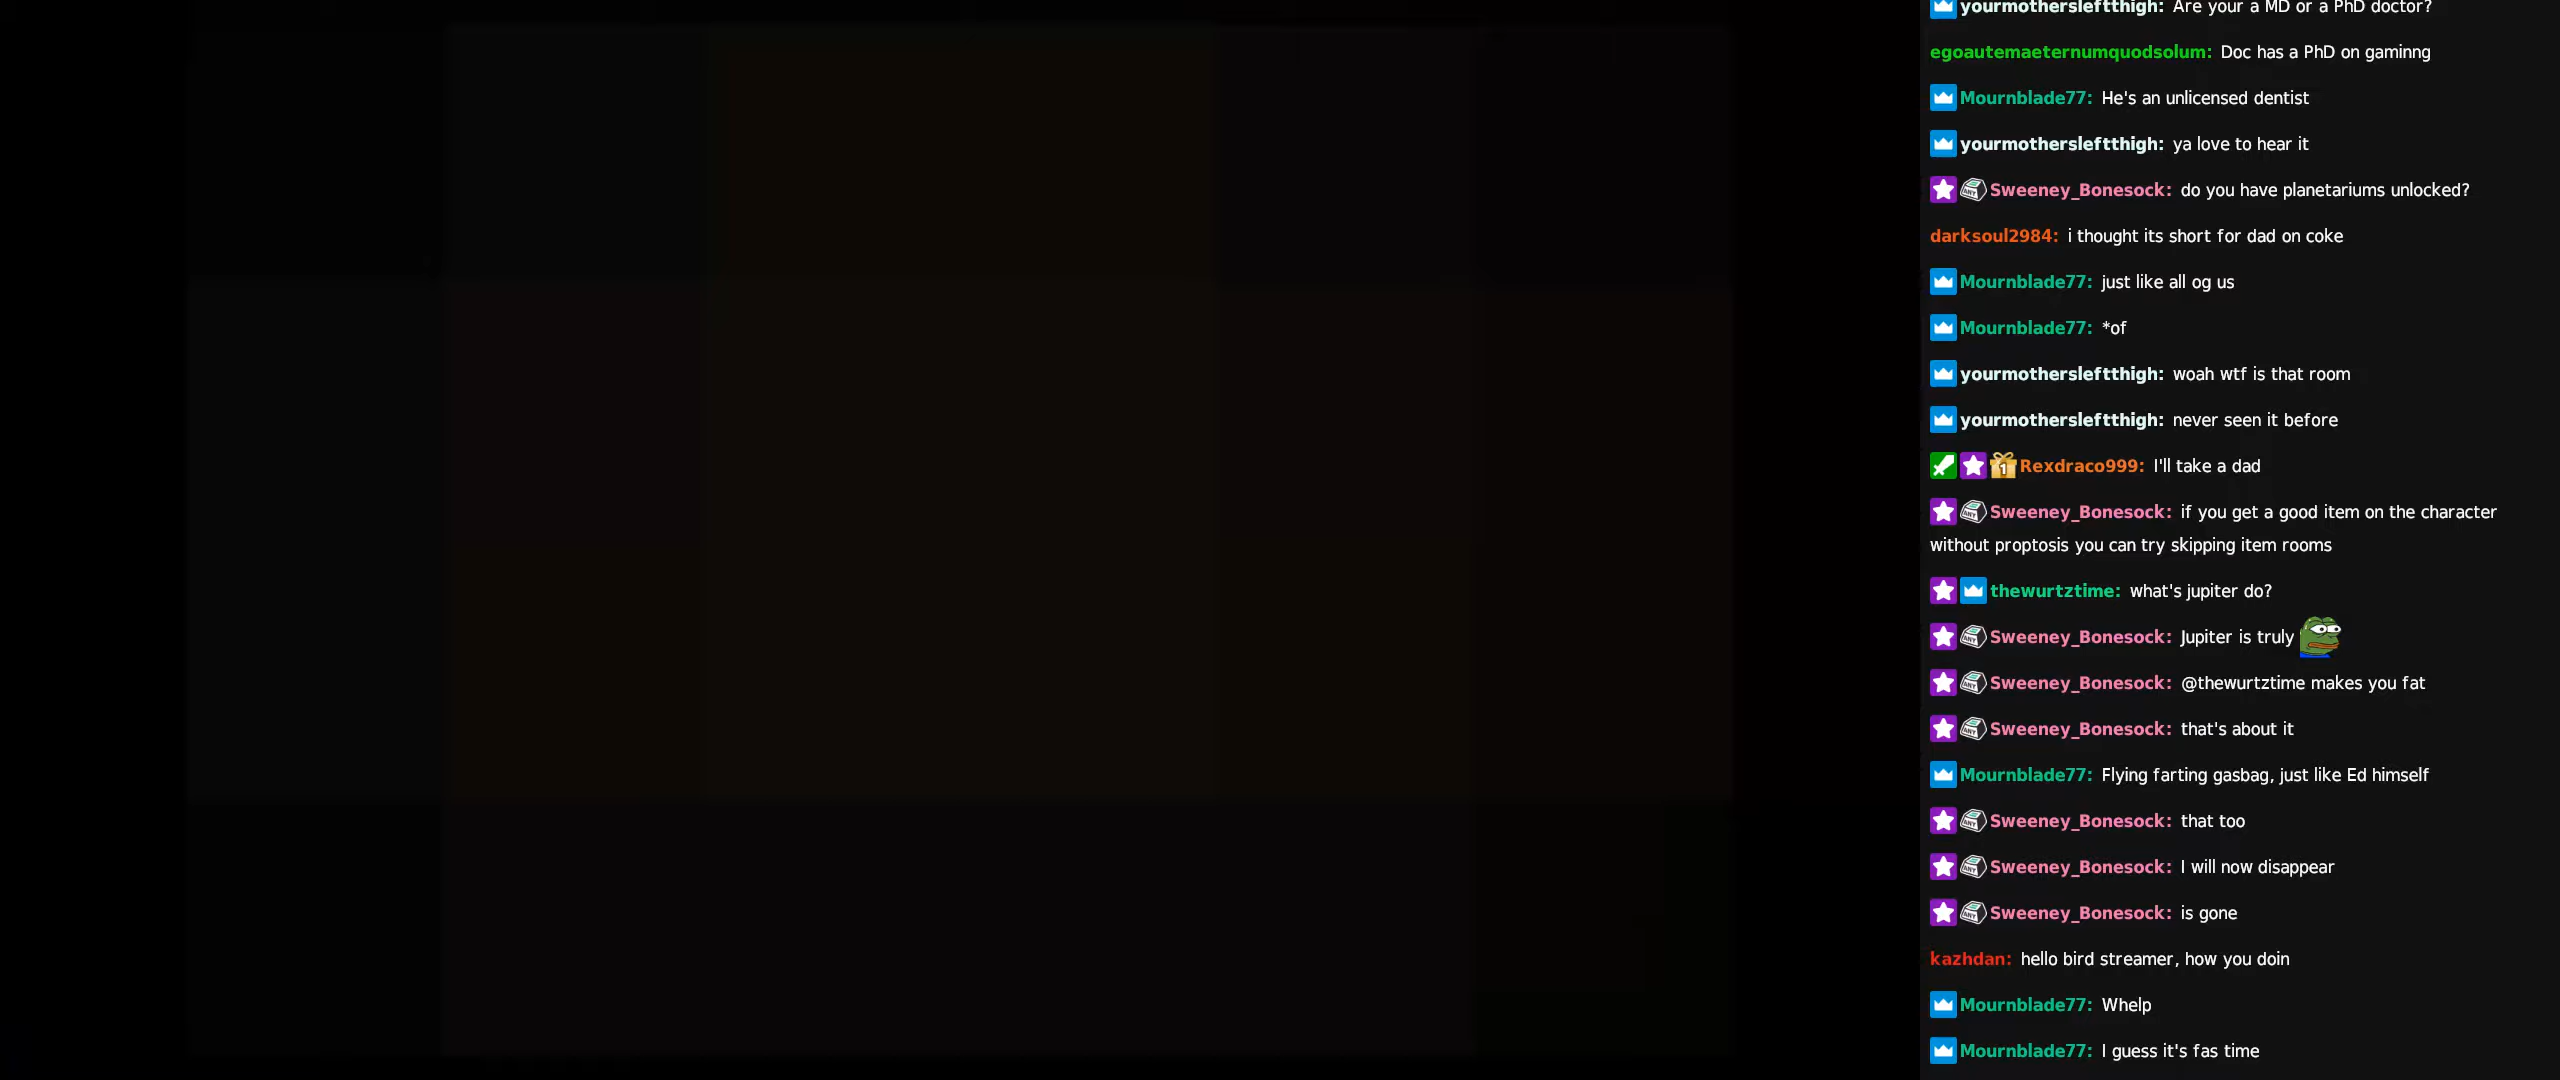 yourmothersleftthigh: Are your a MD or a PhD doctor?
egoautemaeternumquodsolum: Doc has a PhD on gaminng
Mournblade77: He's an unlicensed dentist
yourmothersleftthigh: ya love to hear it
Sweeney_Bonesock: do you have planetariums unlocked?
darksoul2984: i thought its short for dad on coke
Mournblade77: just like all og us
Mournblade77: *of
yourmothersleftthigh: woah wtf is that room
yourmothersleftthigh: never seen it before
Rexdraco999: I'll take a dad
Sweeney_Bonesock: if you get a good item on the character
without proptosis you can try skipping item rooms
thewurtztime: what's jupiter do?
Sweeney_Bonesock: Jupiter is truly
Sweeney_Bonesock: @thewurtztime makes you fat
Sweeney_Bonesock: that's about it
Mournblade77: Flying farting gasbag, just like Ed himself
Sweeney_Bonesock: that too
Sweeney_Bonesock: I will now disappear
Sweeney_Bonesock: is gone
kazhdan: hello bird streamer, how you doin
Mournblade77: Whelp
Mournblade77: I guess it's fas time